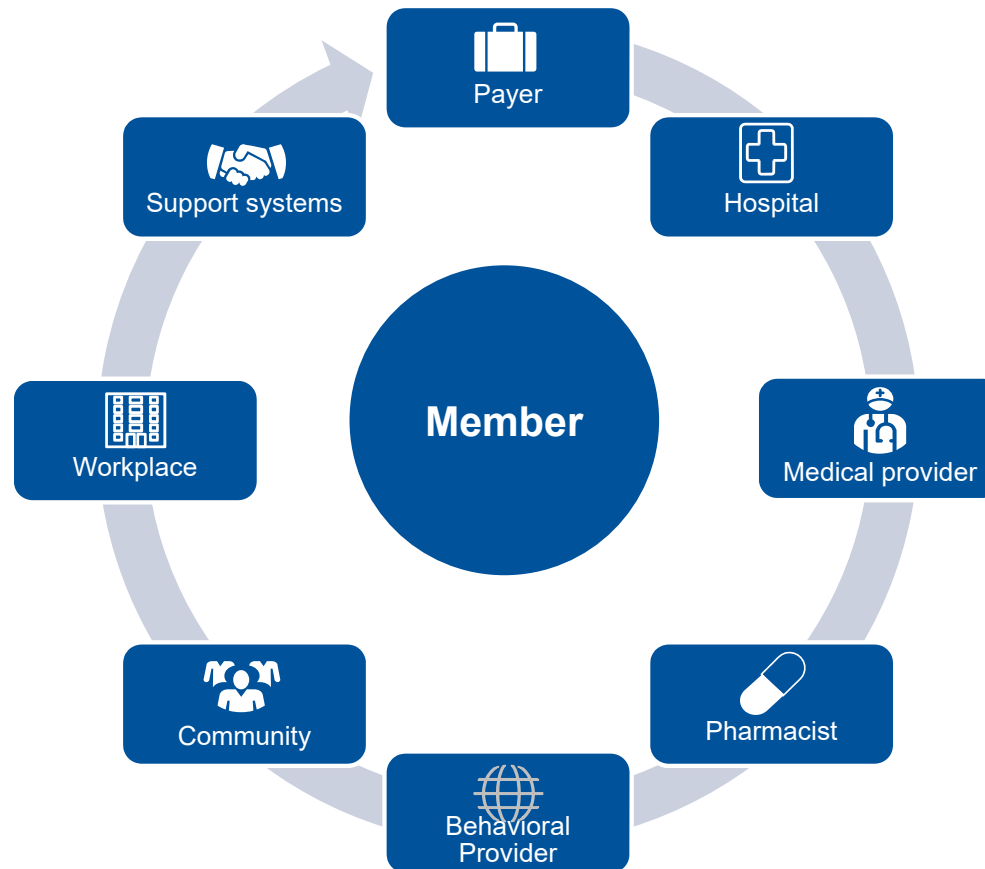 Payer
Hospital
Support systems
Member
Medical provider
Workplace
Pharmacist
Community
Behavioral
Provider